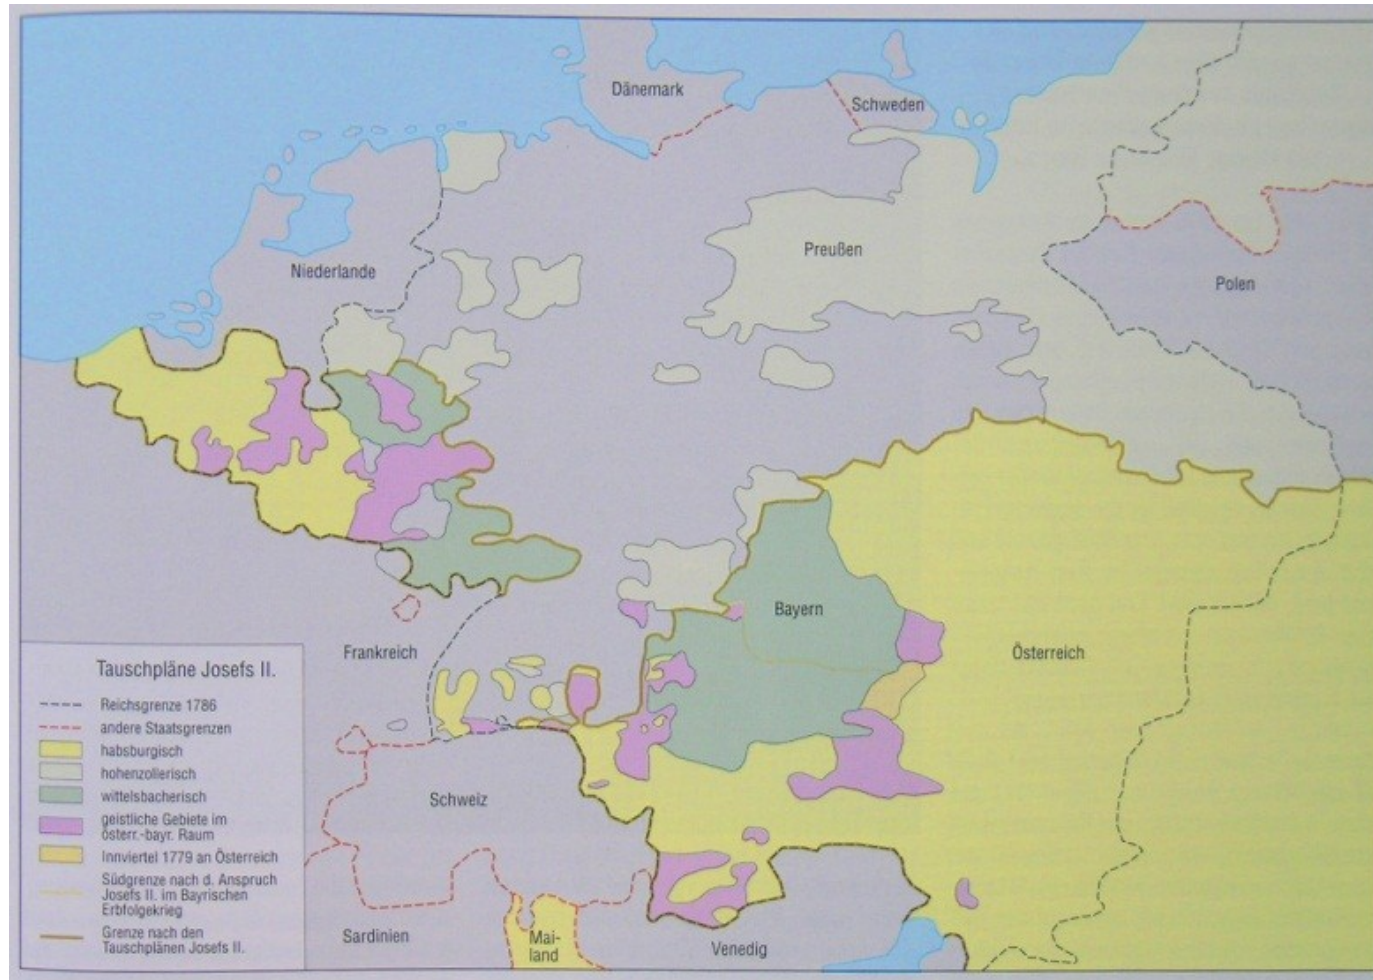 Dänemark
Schweden
Preußen
Niederlande
Polen
Bayern
Österreich
Frankreich
Schweiz
Sardinien
Mai-
land
Venedig
Tauschpläne Josefs II.
Reichsgrenze 1786
andere Staatsgrenzen
habsburgisch
hohenzollerisch
wittelsbacherisch
geistliche Gebiete im
österr.-bayr. Raum
Innviertel 1779 an Österreich
Südgrenze nach d. Anspruch
Josefs II. im Bayrischen
Erbfolgekrieg
Grenze nach den
Tauschplänen Josefs II.